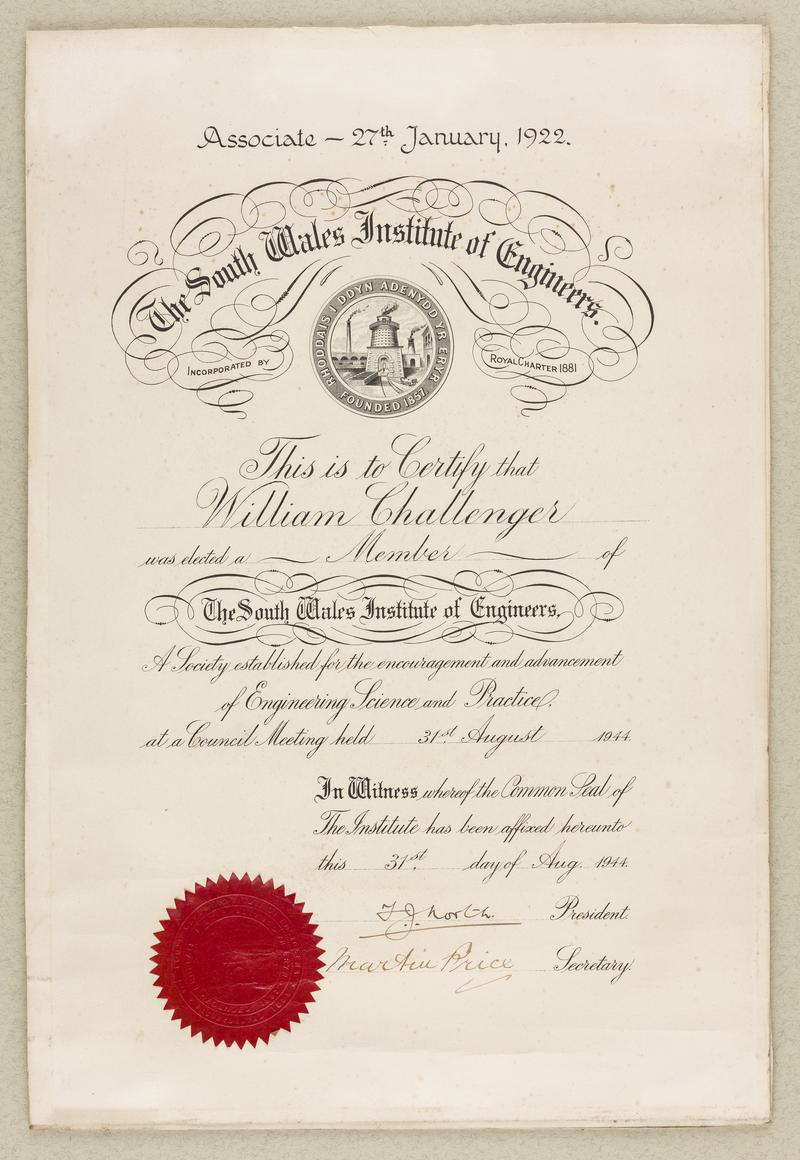 Associate — 27th January, 1922.
The South Wales Institute of Engineers.
RHODDAIS I DDYN ADENYDD YR ERYR
FOUNDED 1857
INCORPORATED BY
ROYAL CHARTER 1881
This is to Certify that
William Challenger
was elected a — Member — of
The South Wales Institute of Engineers,
A Society established for the encouragement and advancement
of Engineering Science and Practice.
at a Council Meeting held 31st August 1944.
In Witness whereof the Common Seal of
The Institute has been affixed hereunto
this 31st day of Aug. 1944.
F.J. North. President.
Martin Price Secretary.